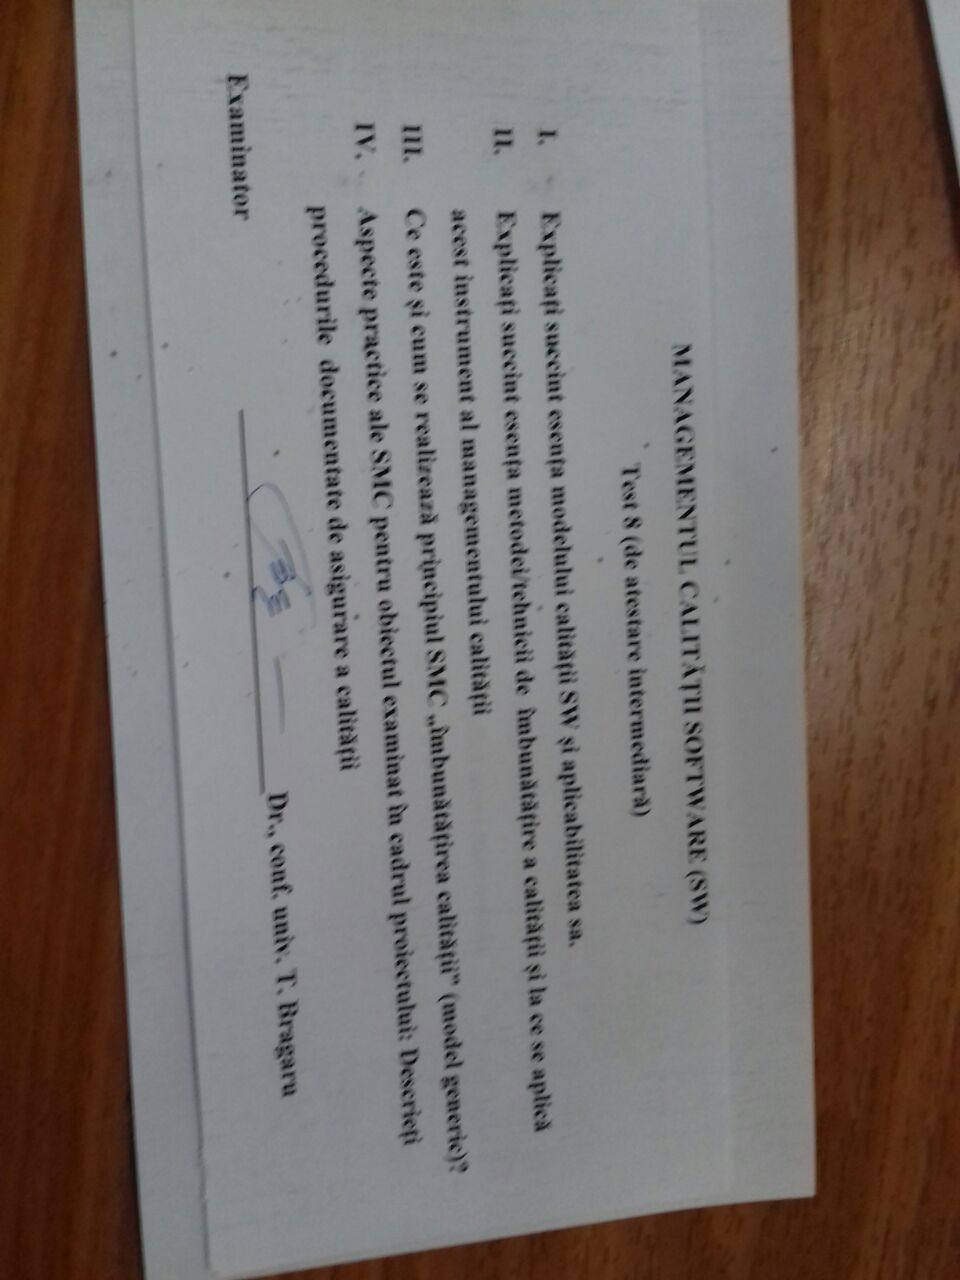 MANAGEMENTUL CALITĂȚII SOFTWARE (SW)
Test 8 (de atestare intermediară)
I. Explicați succint esența modelului calității SW și aplicabilitatea sa.
II. Explicați succint esența metodei/tehnicii de îmbunătățire a calității și la ce se aplică
acest instrument al managementului calității
III. Ce este și cum se realizează principiul SMC „îmbunătățirea calității” (model generic)?
IV. Aspecte practice ale SMC pentru obiectul examinat în cadrul proiectului: Descrieți
procedurile documentate de asigurare a calității
Examinator Dr., conf. univ. T. Bragaru